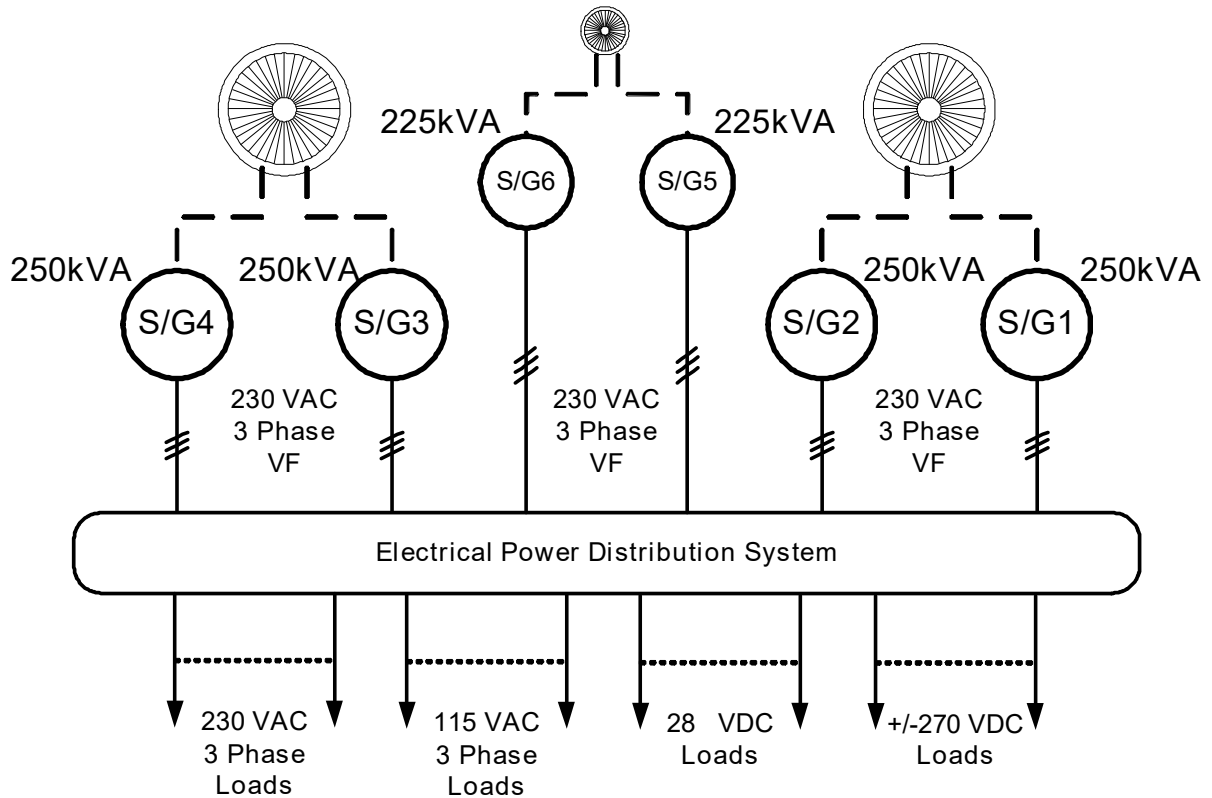 225kVA
225kVA
S/G6
S/G5
250kVA
250kVA
250kVA
250kVA
S/G4
S/G3
S/G2
S/G1
230 VAC
3 Phase
VF
230 VAC
3 Phase
VF
230 VAC
3 Phase
VF
Electrical Power Distribution System
230 VAC
3 Phase
Loads
115 VAC
3 Phase
Loads
28 VDC
Loads
+/-270 VDC
Loads